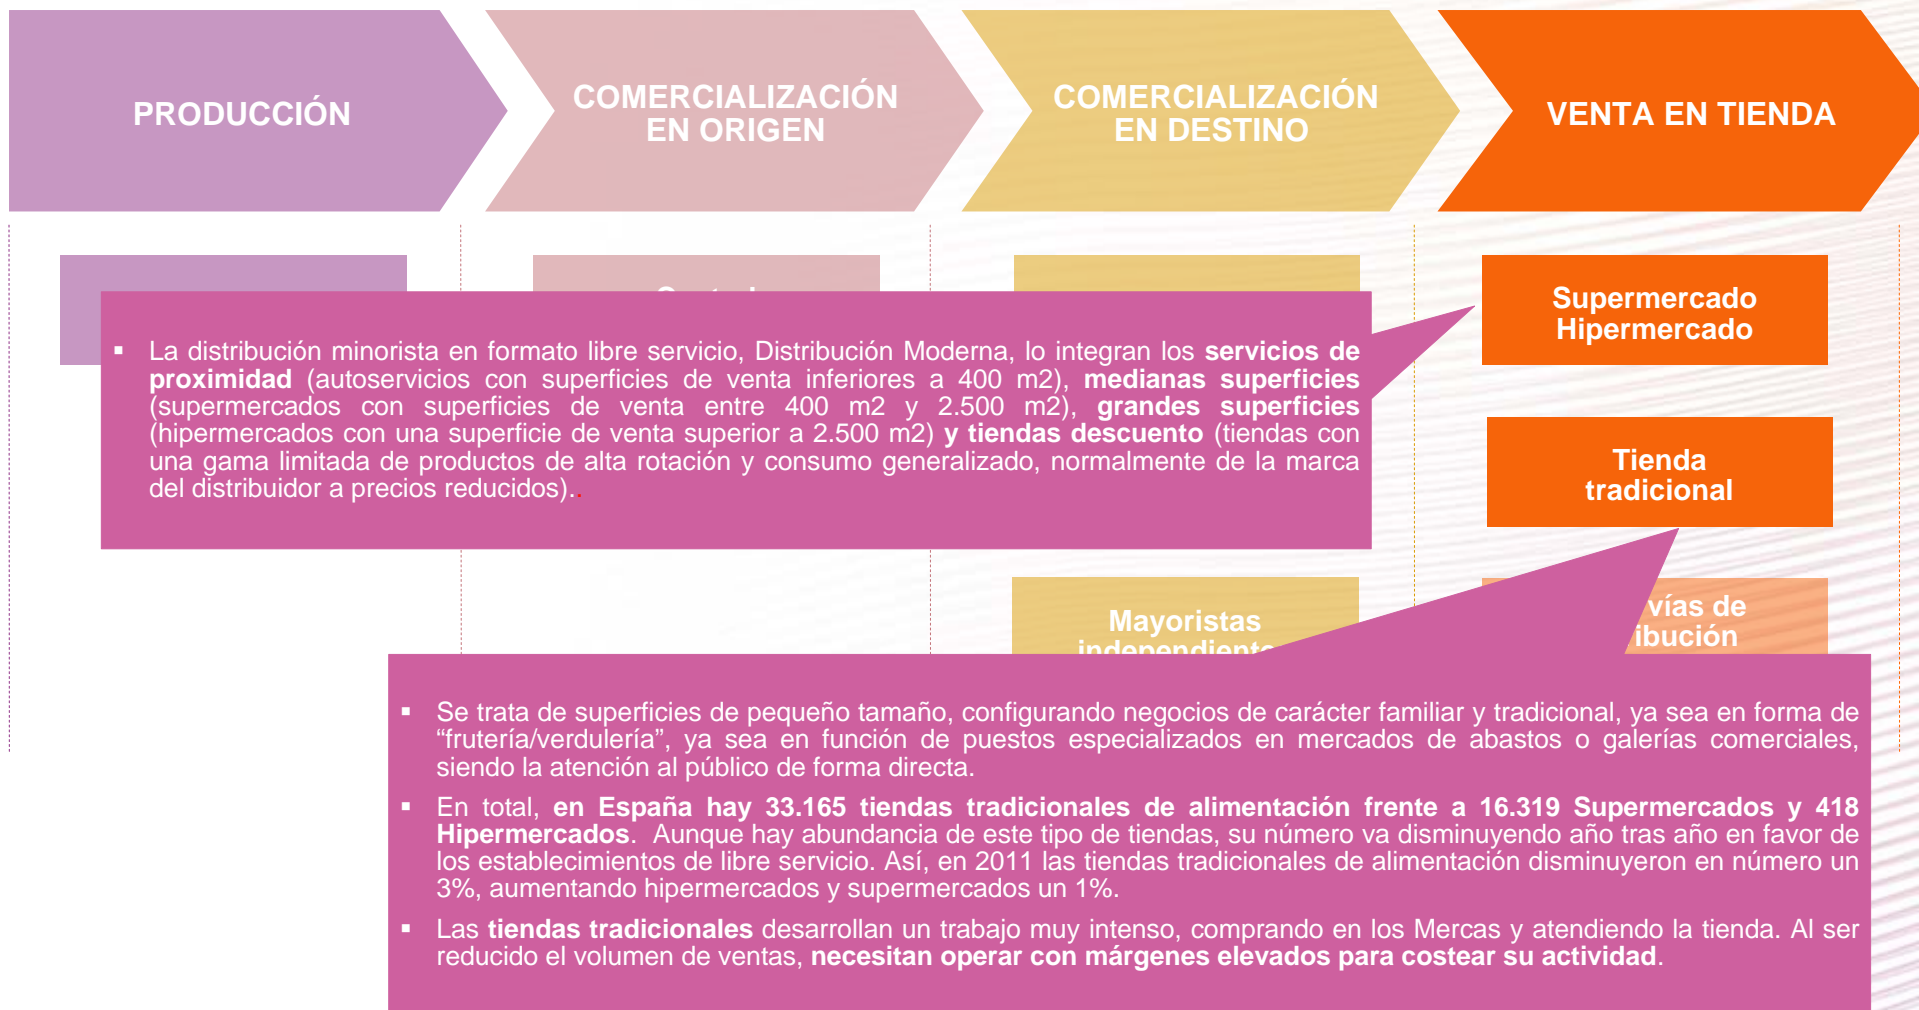 PRODUCCIÓN
COMERCIALIZACIÓN
EN ORIGEN
COMERCIALIZACIÓN
EN DESTINO
VENTA EN TIENDA
Supermercado
Hipermercado
▪ La distribución minorista en formato libre servicio, Distribución Moderna, lo integran los servicios de
proximidad (autoservicios con superficies de venta inferiores a 400 m2), medianas superficies
(supermercados con superficies de venta entre 400 m2 y 2.500 m2), grandes superficies
(hipermercados con una superficie de venta superior a 2.500 m2) y tiendas descuento (tiendas con
una gama limitada de productos de alta rotación y consumo generalizado, normalmente de la marca
del distribuidor a precios reducidos)..
Tienda
tradicional
Mayoristas
vías de
ibución
▪ Se trata de superficies de pequeño tamaño, configurando negocios de carácter familiar y tradicional, ya sea en forma de
“frutería/verdulería”, ya sea en función de puestos especializados en mercados de abastos o galerías comerciales,
siendo la atención al público de forma directa.
▪ En total, en España hay 33.165 tiendas tradicionales de alimentación frente a 16.319 Supermercados y 418
Hipermercados. Aunque hay abundancia de este tipo de tiendas, su número va disminuyendo año tras año en favor de
los establecimientos de libre servicio. Así, en 2011 las tiendas tradicionales de alimentación disminuyeron en número un
3%, aumentando hipermercados y supermercados un 1%.
▪ Las tiendas tradicionales desarrollan un trabajo muy intenso, comprando en los Mercas y atendiendo la tienda. Al ser
reducido el volumen de ventas, necesitan operar con márgenes elevados para costear su actividad.